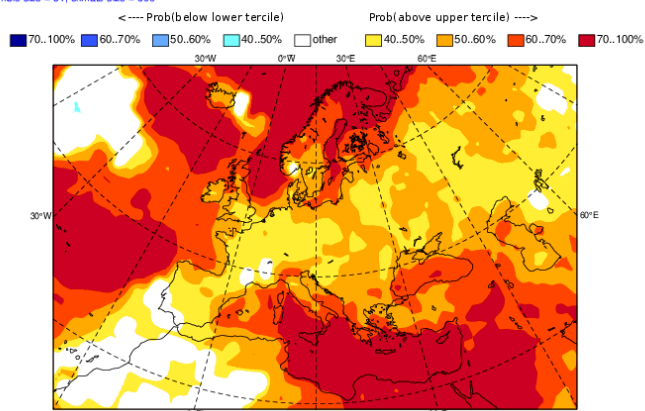 <---- Prob(below lower tercile) Prob(above upper tercile) ---->
70..100% 60..70% 50..60% 40..50% other 40..50% 50..60% 60..70% 70..100%
30°W 0°W 30°E 60°E
30°W 60°E